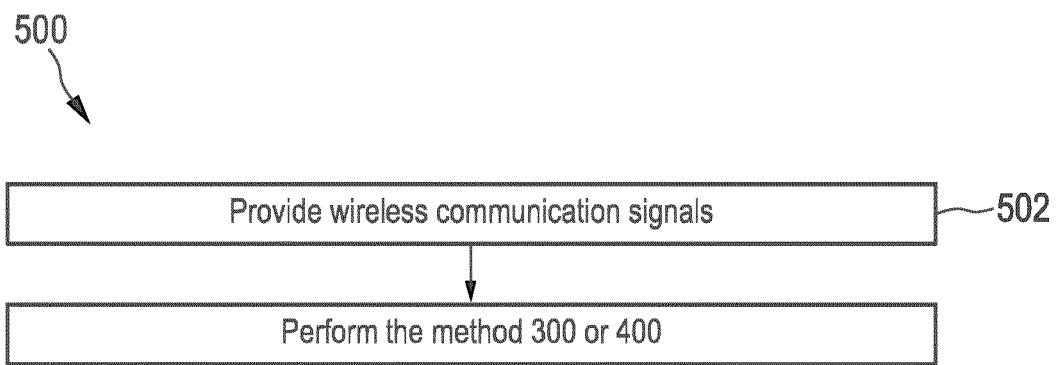 500
Provide wireless communication signals
502
Perform the method 300 or 400